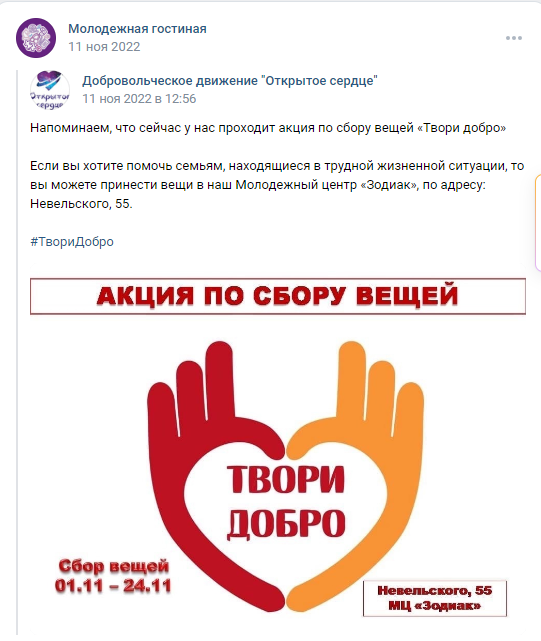 Молодежная гостиная
11 ноя 2022
Открытое
сердце
Добровольческое движение "Открытое сердце"
11 ноя 2022 в 12:56
Напоминаем, что сейчас у нас проходит акция по сбору вещей «Твори добро»
Если вы хотите помочь семьям, находящиеся в трудной жизненной ситуации, то
вы можете принести вещи в наш Молодежный центр «Зодиак», по адресу:
Невельского, 55.
#ТвориДобро
АКЦИЯ ПО СБОРУ ВЕЩЕЙ
ТВОРИ
ДОБРО
Сбор вещей
01.11 – 24.11
Невельского, 55
МЦ «Зодиак»